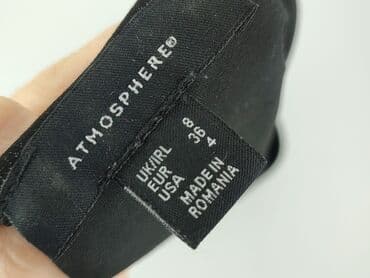 ATMOSPHERE®
UK/IRL 8
EUR 36
USA 4
MADE IN
ROMANIA